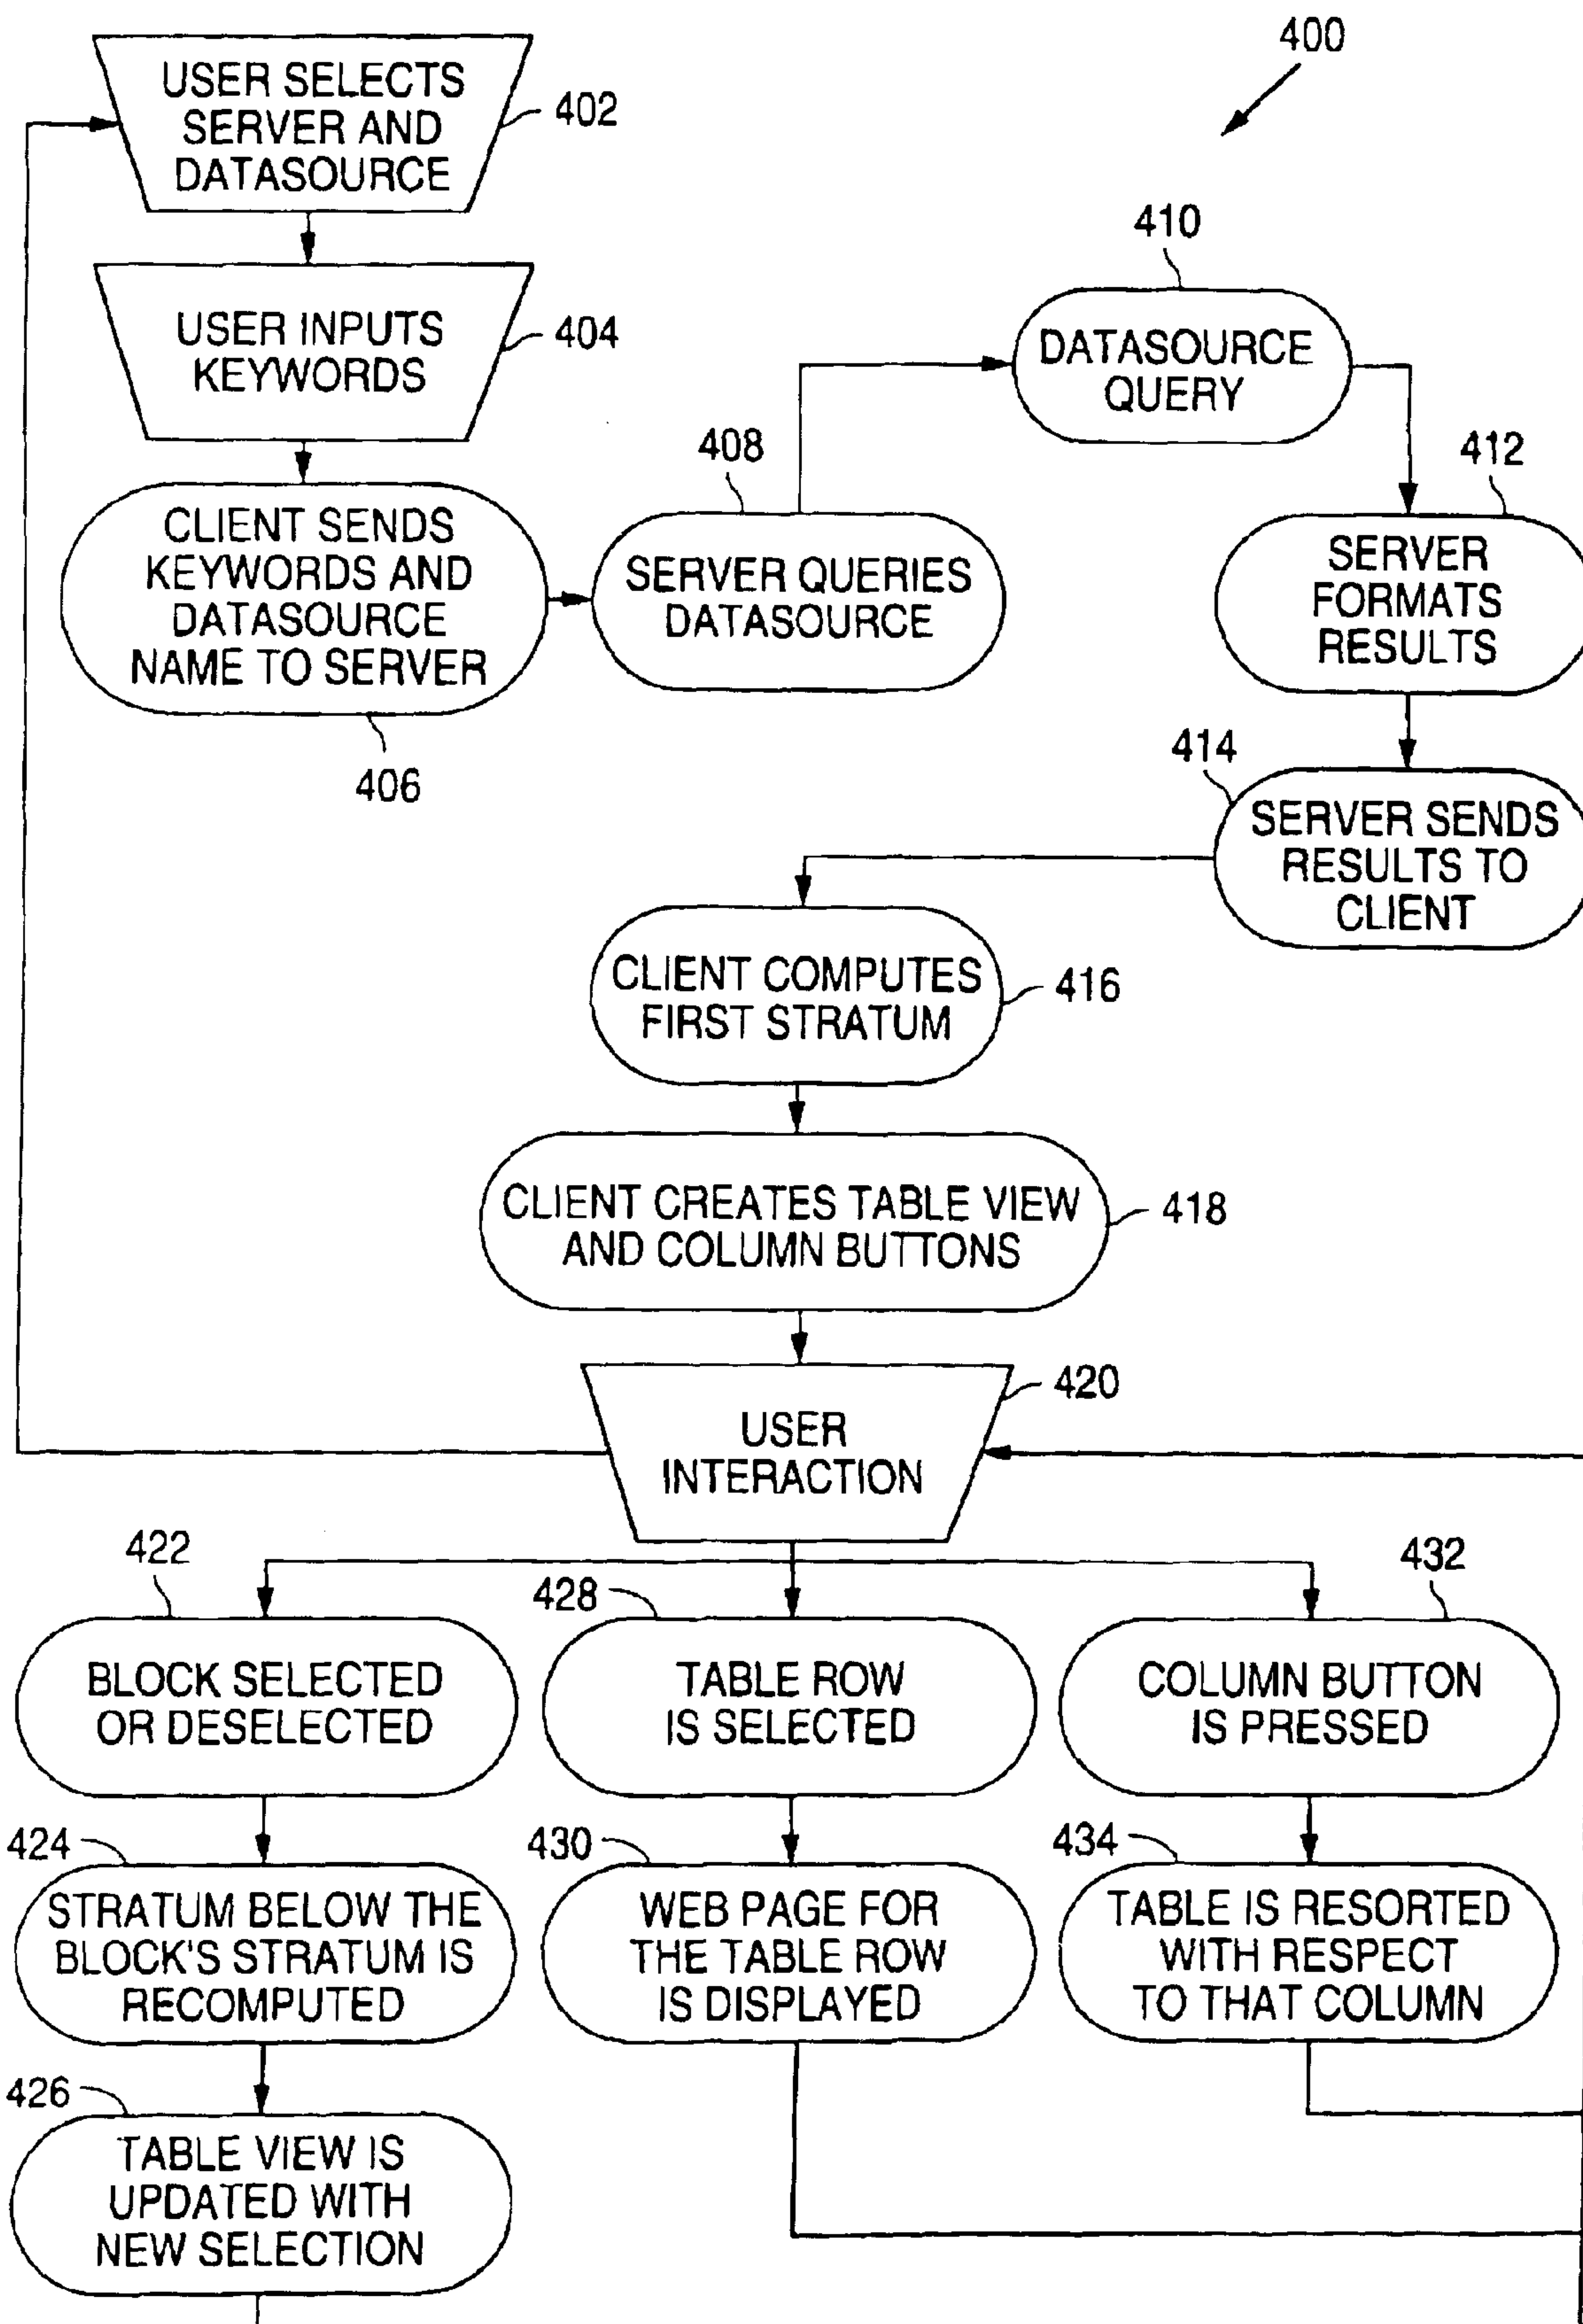 400
USER SELECTS
SERVER AND
DATASOURCE
402
USER INPUTS
KEYWORDS
404
CLIENT SENDS
KEYWORDS AND
DATASOURCE
NAME TO SERVER
406
408
SERVER QUERIES
DATASOURCE
410
DATASOURCE
QUERY
412
SERVER
FORMATS
RESULTS
414
SERVER SENDS
RESULTS TO
CLIENT
CLIENT COMPUTES
FIRST STRATUM
416
CLIENT CREATES TABLE VIEW
AND COLUMN BUTTONS
418
USER
INTERACTION
420
422
BLOCK SELECTED
OR DESELECTED
424
STRATUM BELOW THE
BLOCK'S STRATUM IS
RECOMPUTED
426
TABLE VIEW IS
UPDATED WITH
NEW SELECTION
428
TABLE ROW
IS SELECTED
430
WEB PAGE FOR
THE TABLE ROW
IS DISPLAYED
432
COLUMN BUTTON
IS PRESSED
434
TABLE IS RESORTED
WITH RESPECT
TO THAT COLUMN